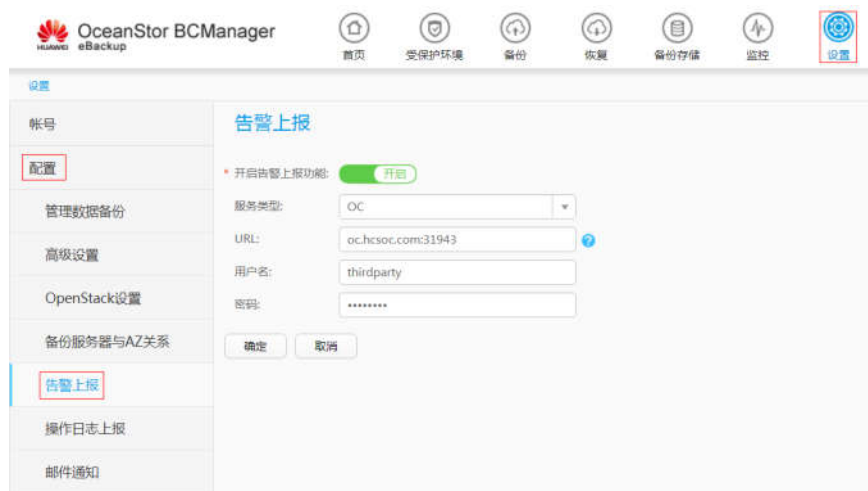 HUAWEI
OceanStor BCManager
eBackup
首页
受保护环境
备份
恢复
备份存储
监控
设置
设置
帐号
配置
管理数据备份
高级设置
OpenStack设置
备份服务器与AZ关系
告警上报
操作日志上报
邮件通知
告警上报
* 开启告警上报功能: 开启
服务类型: OC
URL: oc.hcsoc.com:31943 ?
用户名: thirdparty
密码: ••••••••
确定 取消